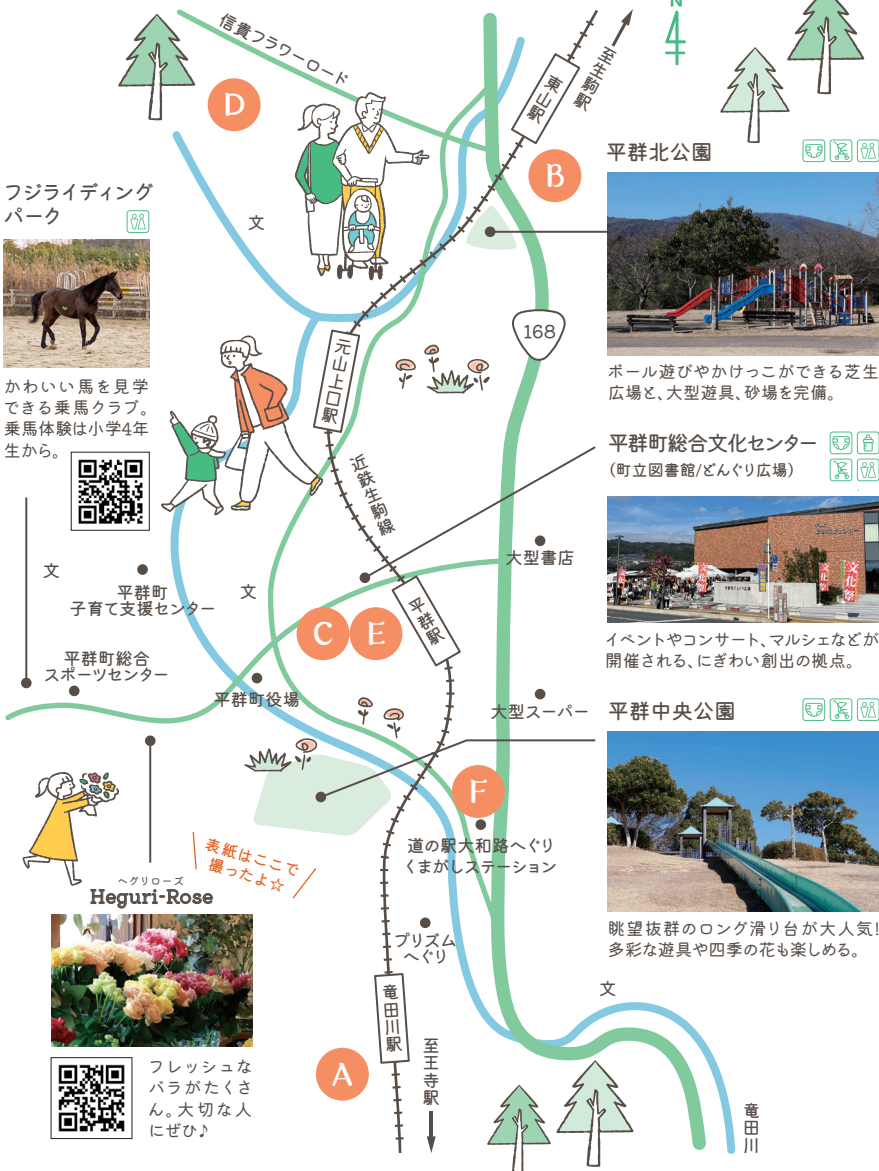 N
信貴フラワーロード
D
東山駅
至生駒駅
B
平群北公園
ボール遊びやかけっこができる芝生
広場と、大型遊具、砂場を完備。
フジライディング
パーク
かわいい馬を見学
できる乗馬クラブ。
乗馬体験は小学4年
生から。
文
168
元山上口駅
近鉄生駒線
平群町総合文化センター
(町立図書館/どんぐり広場)
文化祭
文化祭
文化祭
イベントやコンサート、マルシェなどが
開催される、にぎわい創出の拠点。
大型書店
文
平群町
子育て支援センター
文
C
E
平群駅
平群町総合
スポーツセンター
平群町役場
大型スーパー
平群中央公園
眺望抜群のロング滑り台が大人気!
多彩な遊具や四季の花も楽しめる。
F
道の駅大和路へぐり
くまがしステーション
表紙はここで
撮ったよ☆
ヘグリローズ
Heguri-Rose
フレッシュな
バラがたくさ
ん。大切な人
にぜひ♪
プリズム
へぐり
竜田川駅
A
至王寺駅
文
竜田川